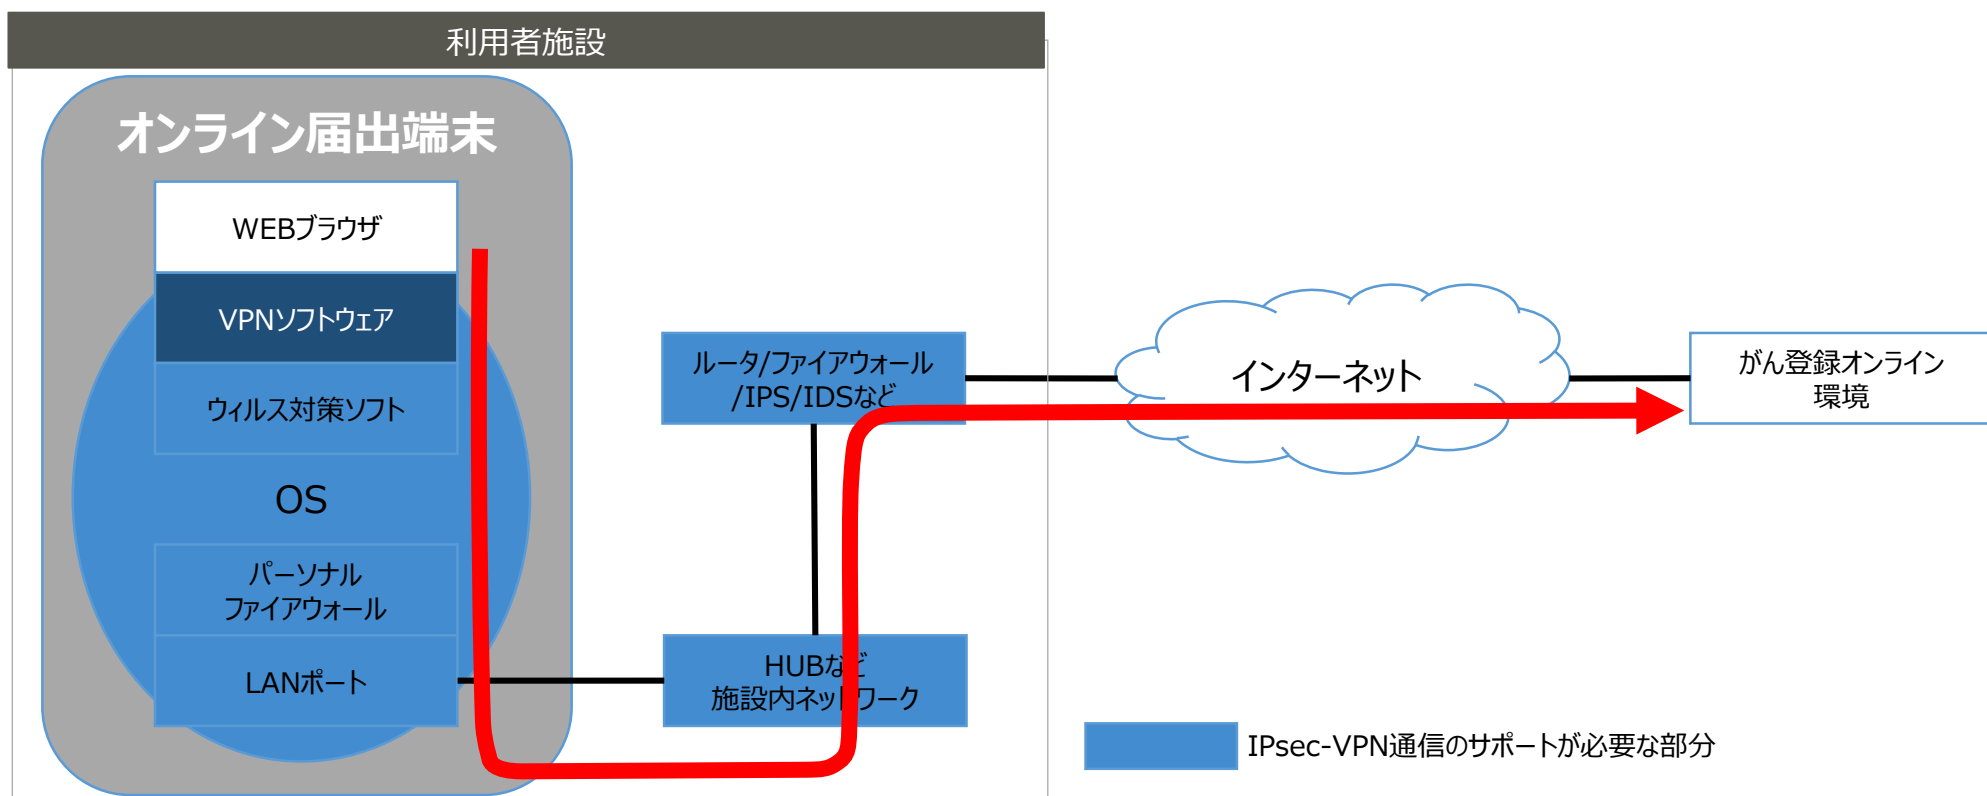 利用者施設
オンライン届出端末
WEBブラウザ
VPNソフトウェア
ウィルス対策ソフト
OS
パーソナル
ファイアウォール
LANポート
ルータ/ファイアウォール
/IPS/IDSなど
HUBなど
施設内ネットワーク
インターネット
がん登録オンライン
環境
IPsec-VPN通信のサポートが必要な部分